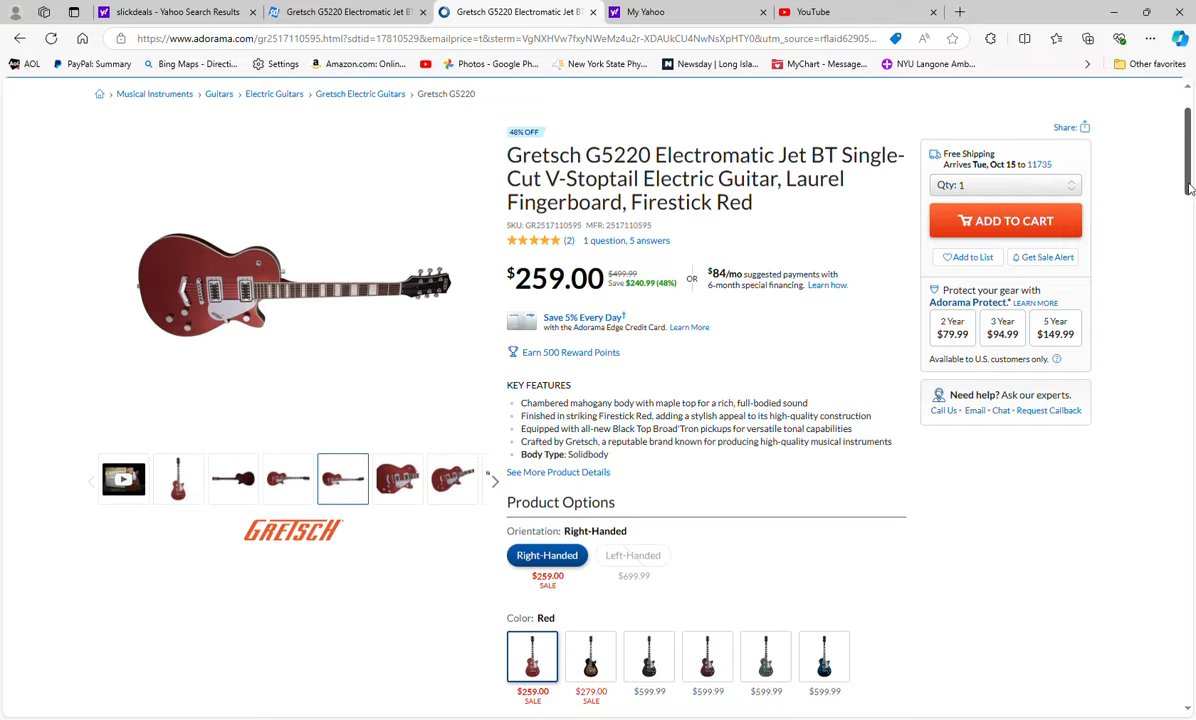 slickdeals - Yahoo Search Results
Gretsch G5220 Electromatic Jet BT
Gretsch G5220 Electromatic Jet BT
My Yahoo
YouTube
https://www.adorama.com/gr2517110595.html?sdtid=17810529&emailprice=t&sterm=VgNXHVw7fxyNWeMz4u2r-XDAUkCU4NwNsXpHTY0&utm_source=rflaid62905...
AOL
PayPal: Summary
Bing Maps - Directi...
Settings
Amazon.com: Onlin...
Photos - Google Ph...
New York State Phy...
Newsday | Long Isla...
MyChart - Message...
NYU Langone Amb...
Other favorites
Musical Instruments › Guitars › Electric Guitars › Gretsch Electric Guitars › Gretsch G5220
48% OFF
Gretsch G5220 Electromatic Jet BT Single-
Cut V-Stoptail Electric Guitar, Laurel
Fingerboard, Firestick Red
SKU: GR2517110595 MFR: 2517110595
(2) 1 question, 5 answers
$259.00
$499.99
Save $240.99 (48%)
OR
$84/mo suggested payments with
6-month special financing. Learn how.
Save 5% Every Day†
with the Adorama Edge Credit Card. Learn More
Earn 500 Reward Points
KEY FEATURES
Chambered mahogany body with maple top for a rich, full-bodied sound
Finished in striking Firestick Red, adding a stylish appeal to its high-quality construction
Equipped with all-new Black Top Broad'Tron pickups for versatile tonal capabilities
Crafted by Gretsch, a reputable brand known for producing high-quality musical instruments
Body Type: Solidbody
See More Product Details
GRETSCH
Product Options
Orientation: Right-Handed
Right-Handed
Left-Handed
$259.00
SALE
$699.99
Color: Red
$259.00
SALE
$279.00
SALE
$599.99
$599.99
$599.99
$599.99
Share:
Free Shipping
Arrives Tue, Oct 15 to 11735
Qty: 1
ADD TO CART
Add to List
Get Sale Alert
Protect your gear with
Adorama Protect.* LEARN MORE
2 Year
$79.99
3 Year
$94.99
5 Year
$149.99
Available to U.S. customers only.
Need help? Ask our experts.
Call Us • Email • Chat • Request Callback